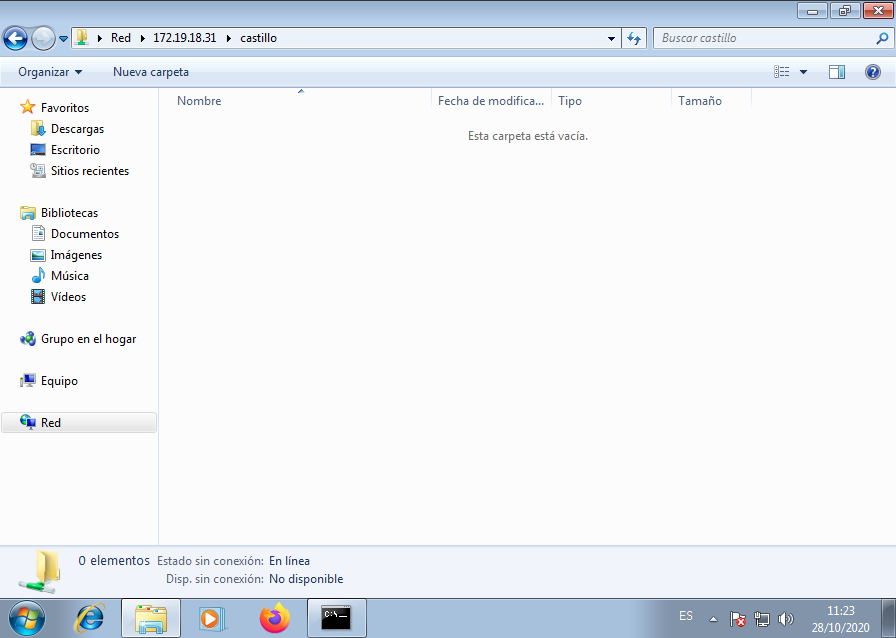 Red 172.19.18.31 castillo Buscar castillo
Organizar Nueva carpeta
Nombre Fecha de modifica... Tipo Tamaño
Esta carpeta está vacía.
Favoritos
Descargas
Escritorio
Sitios recientes
Bibliotecas
Documentos
Imágenes
Música
Vídeos
Grupo en el hogar
Equipo
Red
0 elementos Estado sin conexión: En línea
Disp. sin conexión: No disponible
C:\
ES
11:23
28/10/2020